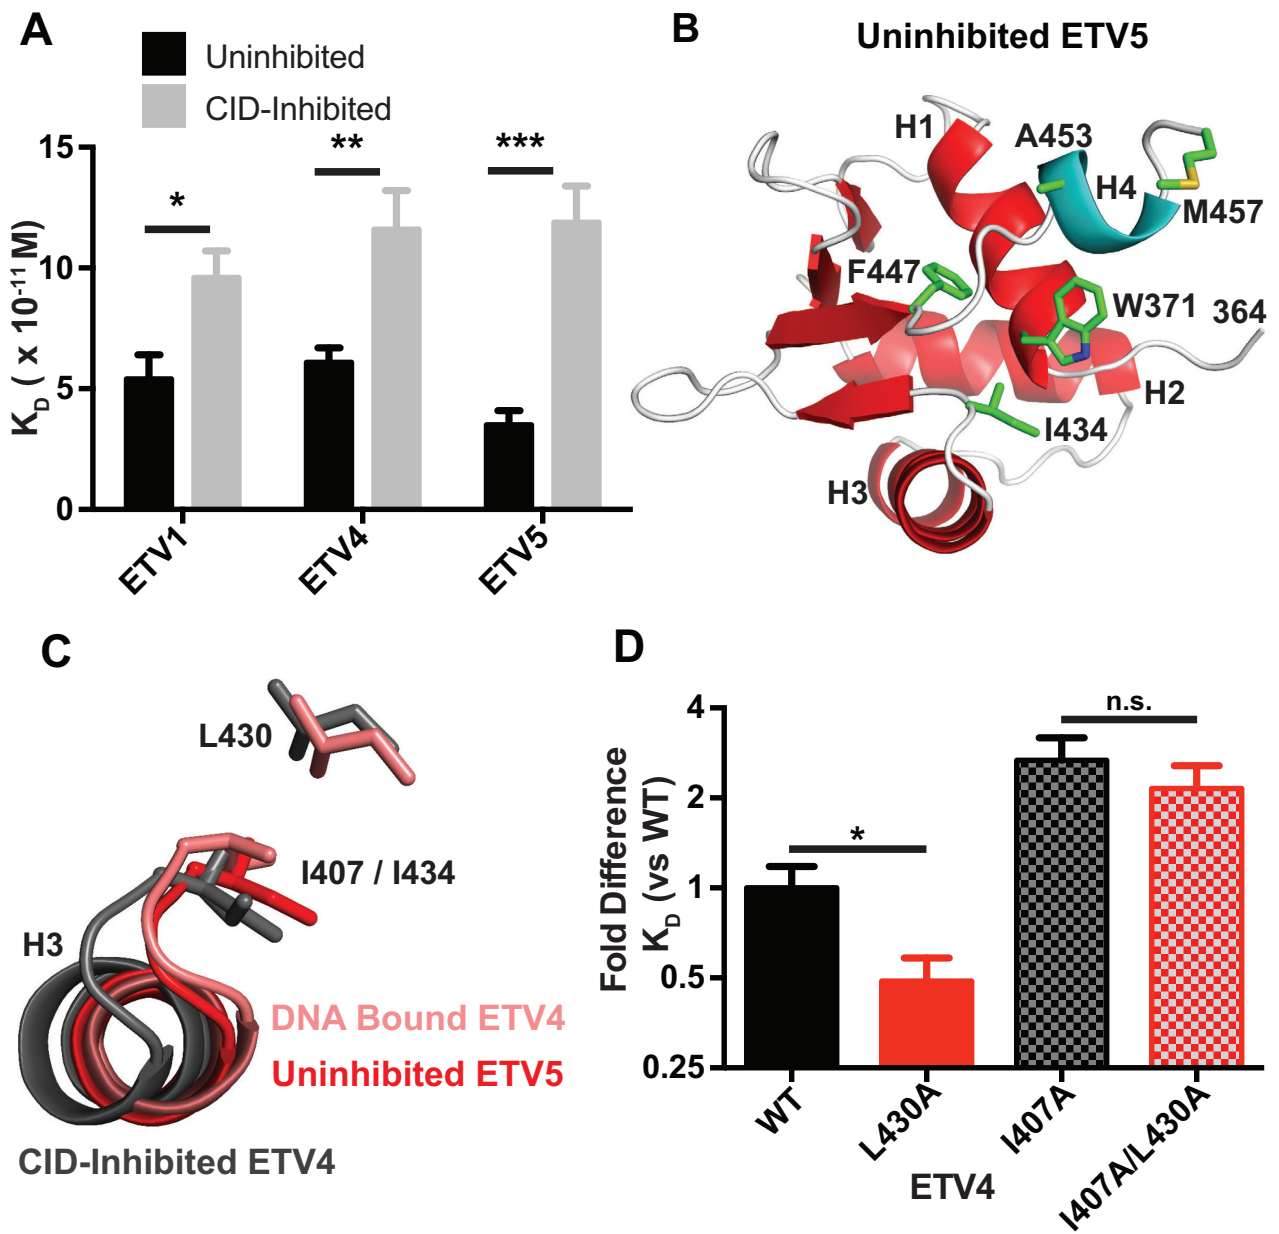 A
Uninhibited
CID-Inhibited
K_D ( x 10⁻¹¹ M)
15
10
5
0
*
**
***
ETV1
ETV4
ETV5
B
Uninhibited ETV5
H1
A453
H4
M457
F447
W371
364
H2
I434
H3
C
L430
I407 / I434
H3
DNA Bound ETV4
Uninhibited ETV5
CID-Inhibited ETV4
D
Fold Difference
K_D (vs WT)
4
2
1
0.5
0.25
*
n.s.
WT
L430A
I407A
I407A/L430A
ETV4